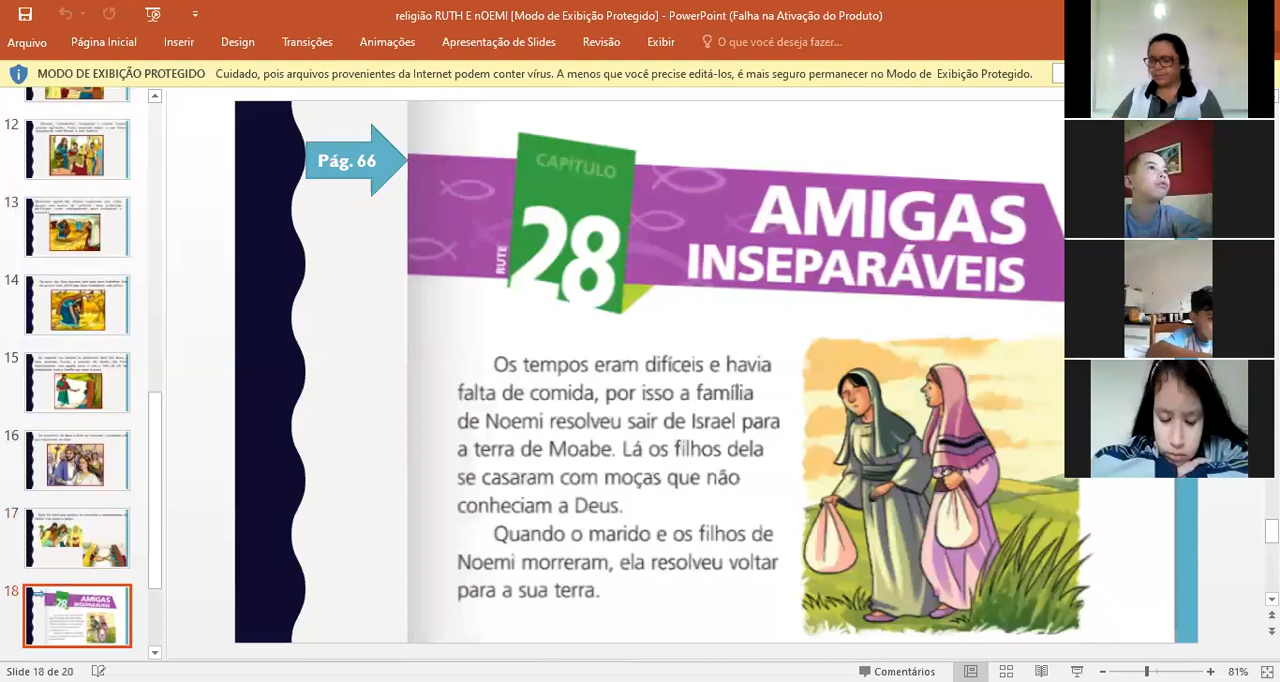 religião RUTH E nOEMI [Modo de Exibição Protegido] - PowerPoint (Falha na Ativação do Produto)
Arquivo Página Inicial Inserir Design Transições Animações Apresentação de Slides Revisão Exibir O que você deseja fazer...
MODO DE EXIBIÇÃO PROTEGIDO Cuidado, pois arquivos provenientes da Internet podem conter vírus. A menos que você precise editá-los, é mais seguro permanecer no Modo de Exibição Protegido.
12
13
14
15
16
17
18
28 AMIGAS
INSEPARÁVEIS
Pág. 66
CAPÍTULO
28
RUTE
AMIGAS
INSEPARÁVEIS
Os tempos eram difíceis e havia
falta de comida, por isso a família
de Noemi resolveu sair de Israel para
a terra de Moabe. Lá os filhos dela
se casaram com moças que não
conheciam a Deus.
Quando o marido e os filhos de
Noemi morreram, ela resolveu voltar
para a sua terra.
Slide 18 de 20
Comentários
81%